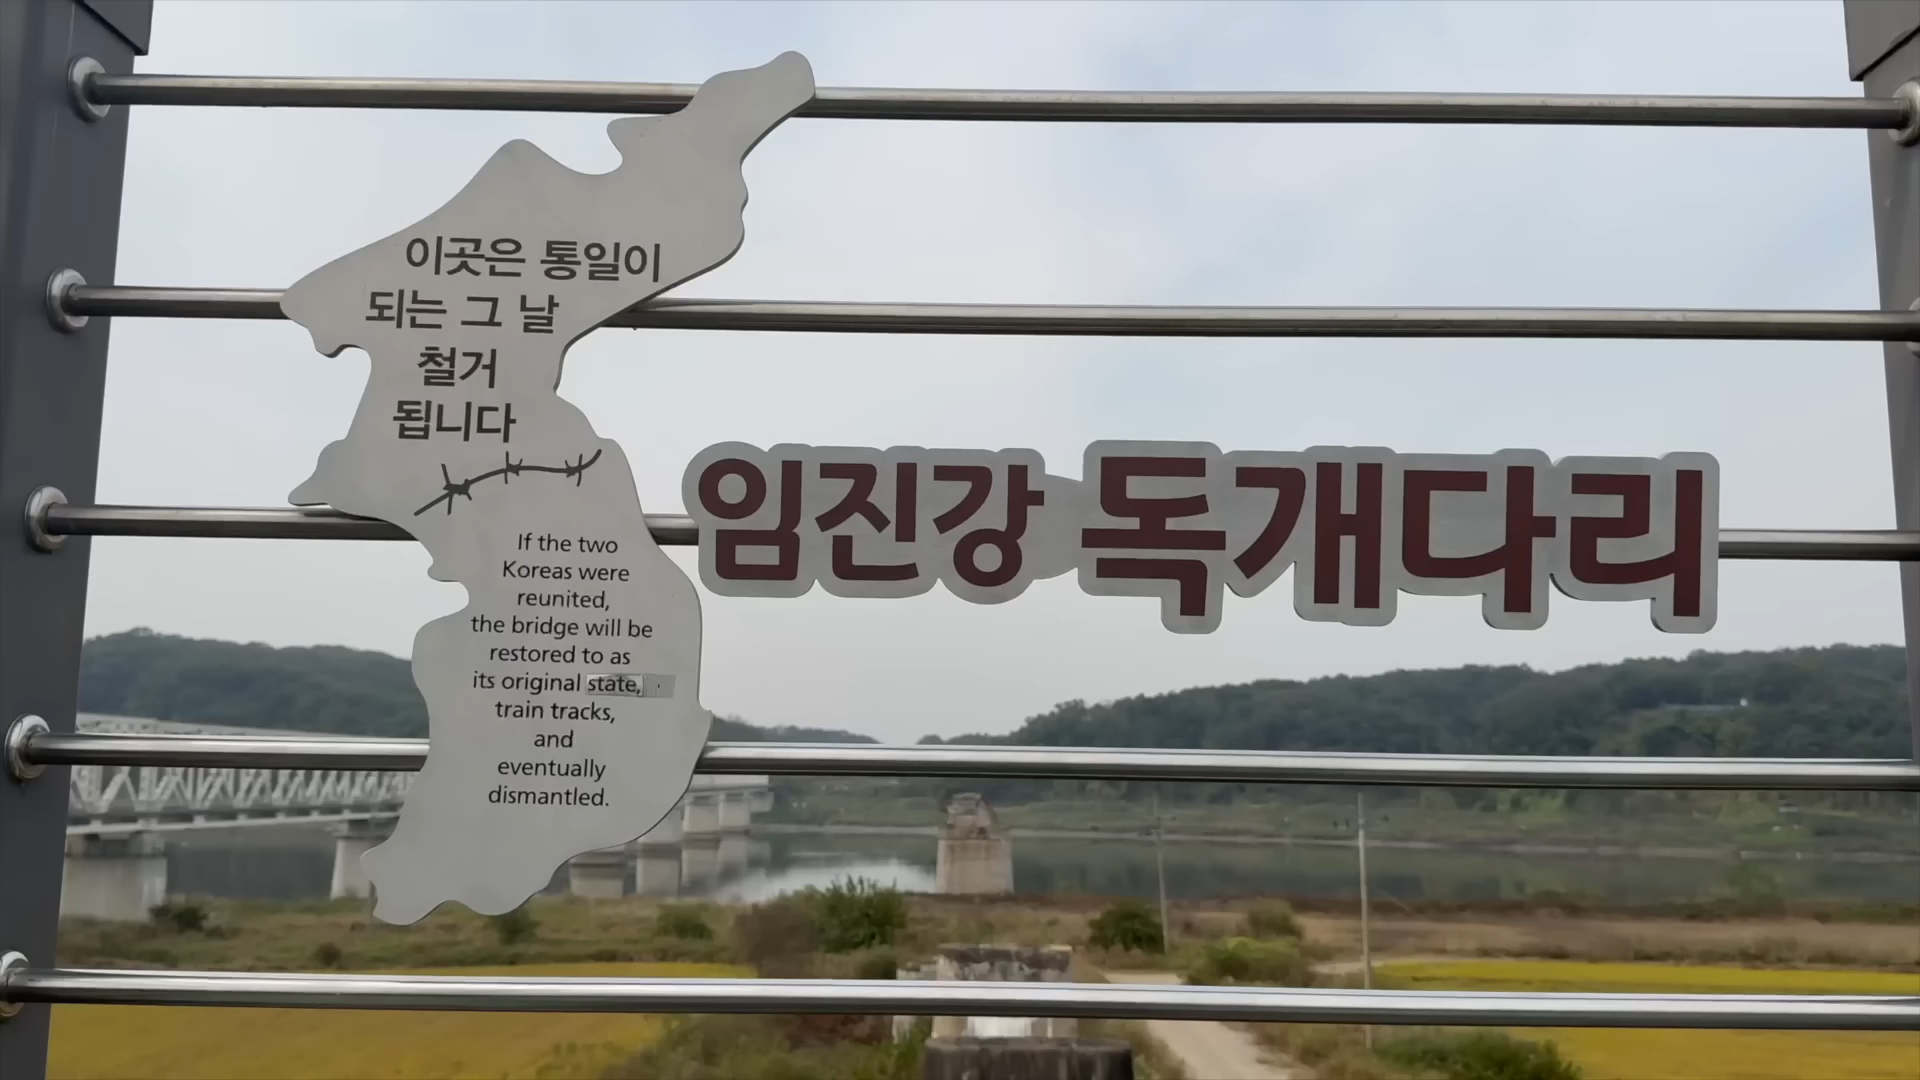 이곳은 통일이
되는 그 날
철거
됩니다
If the two
Koreas were
reunited,
the bridge will be
restored to as
its original state,
train tracks,
and
eventually
dismantled.
임진강 독개다리